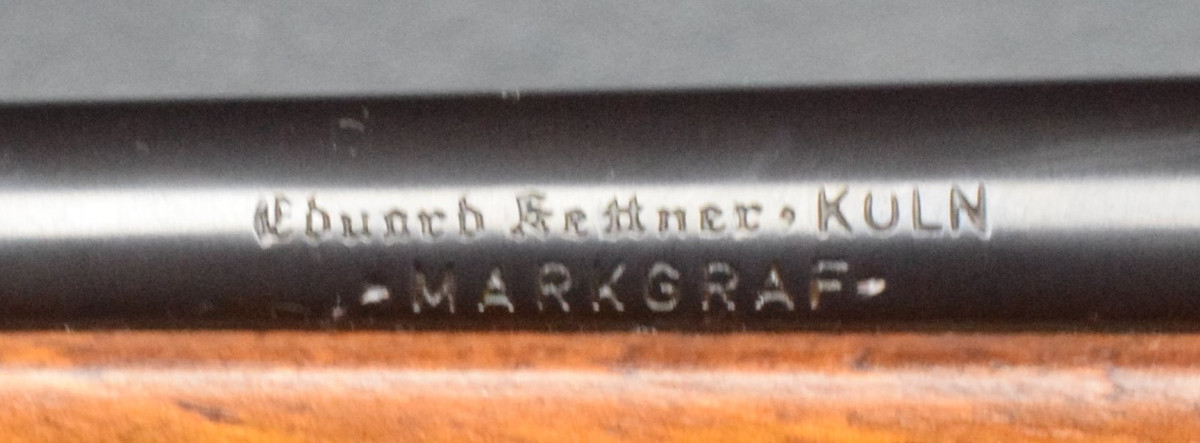 Eduard Kettner, KÖLN
-MARKGRAF-